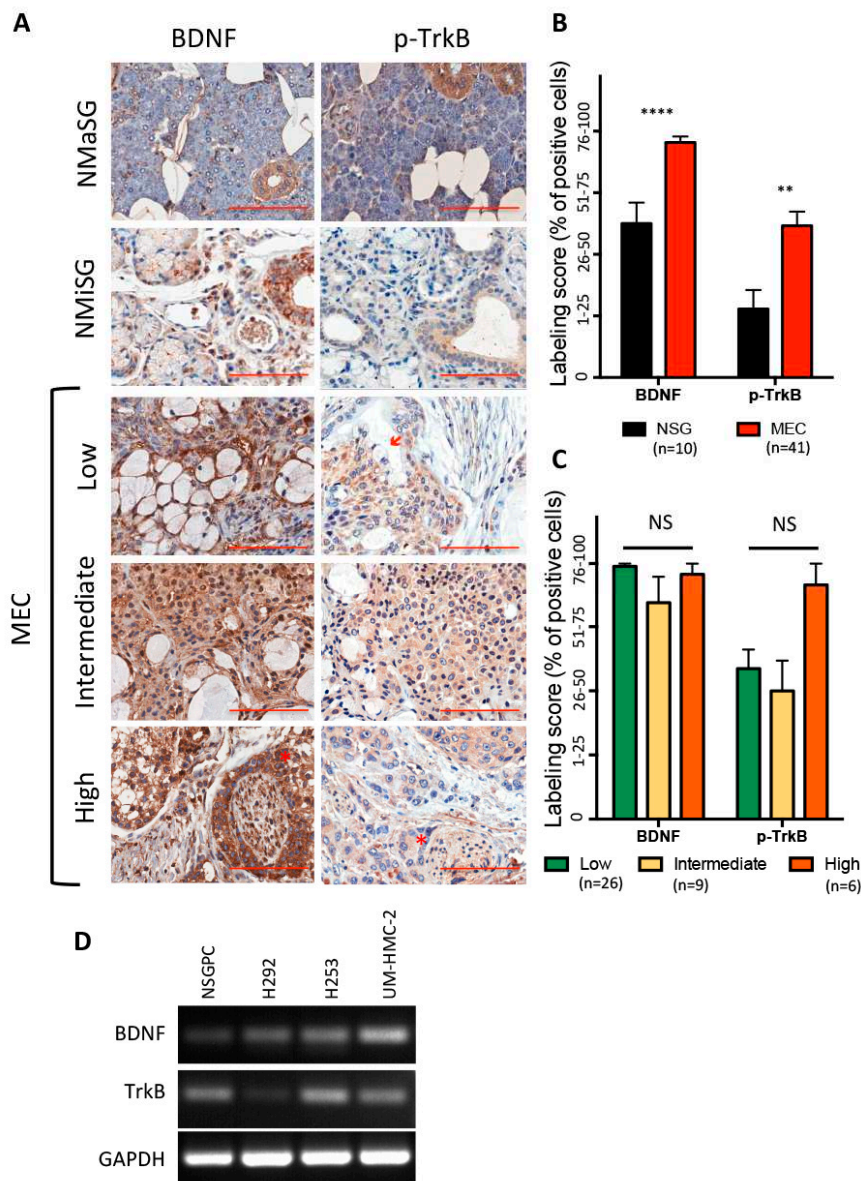 A
BDNF
p-TrkB
NMaSG
NMiSG
MEC
Low
Intermediate
High
*
*
B
Labeling score (% of positive cells)
76-100
51-75
26-50
1-25
0
****
**
BDNF
p-TrkB
NSG
(n=10)
MEC
(n=41)
C
Labeling score (% of positive cells)
76-100
51-75
26-50
1-25
0
NS
NS
BDNF
p-TrkB
Low
(n=26)
Intermediate
(n=9)
High
(n=6)
D
NSGPC
H292
H253
UM-HMC-2
BDNF
TrkB
GAPDH